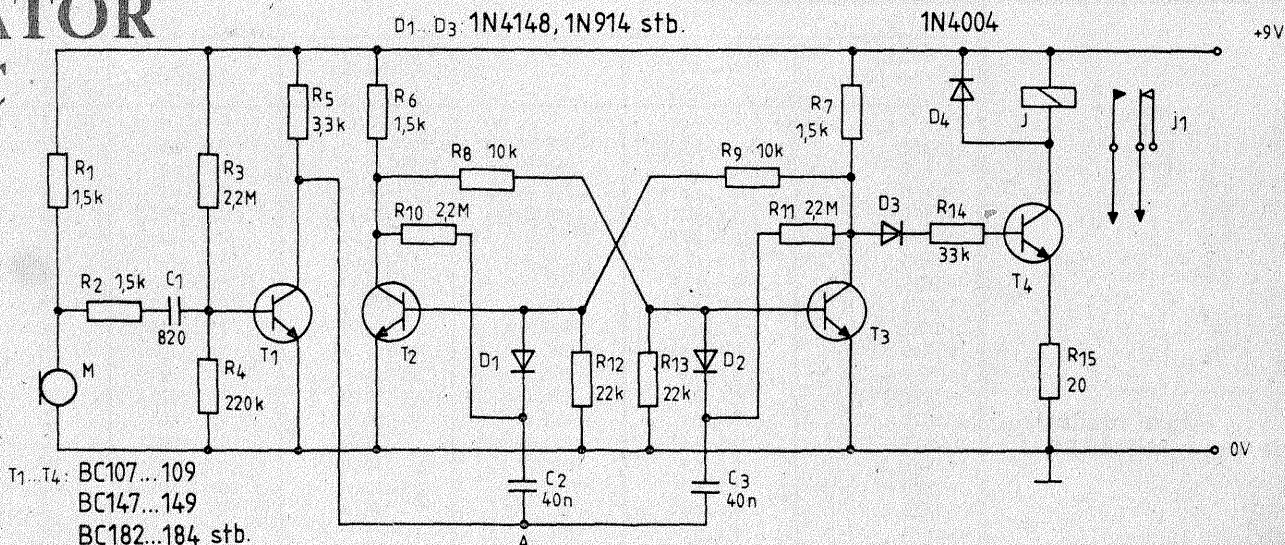 ATOR
D1...D3: 1N4148, 1N914 stb.
1N4004
+9V
R5
3,3k
R6
1,5k
R7
1,5k
D4
J
J1
R1
1,5k
R3
2,2M
R8 10k
R9 10k
R10 2,2M
R11 2,2M
D3
R14
33k
R2 1,5k
C1
820
T1
T2
T3
T4
M
R4
220k
D1
R12
22k
R13
22k
D2
R15
20
0V
T1...T4: BC107...109
BC147...149
BC182...184 stb.
C2
40n
C3
40n
A